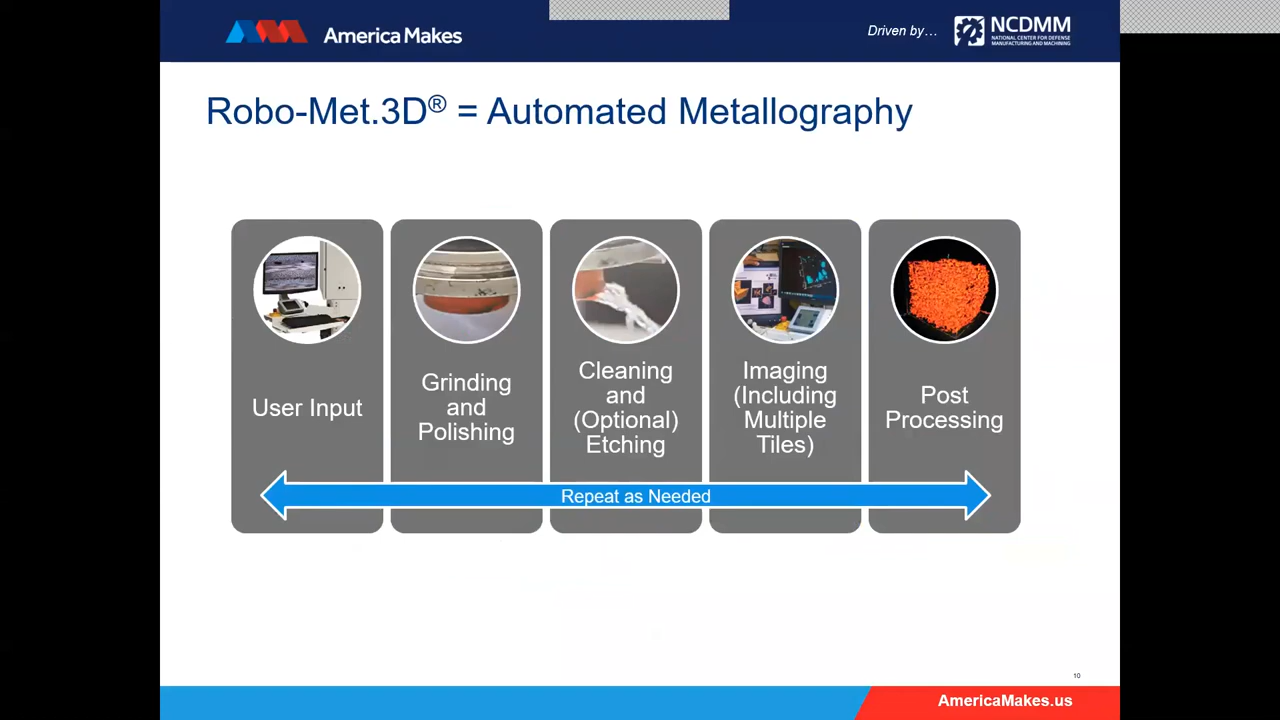 America Makes
Driven by…
NCDMM
NATIONAL CENTER FOR DEFENSE
MANUFACTURING AND MACHINING
Robo-Met.3D® = Automated Metallography
User Input
Grinding
and
Polishing
Cleaning
and
(Optional)
Etching
Imaging
(Including
Multiple
Tiles)
Post
Processing
Repeat as Needed
10
AmericaMakes.us